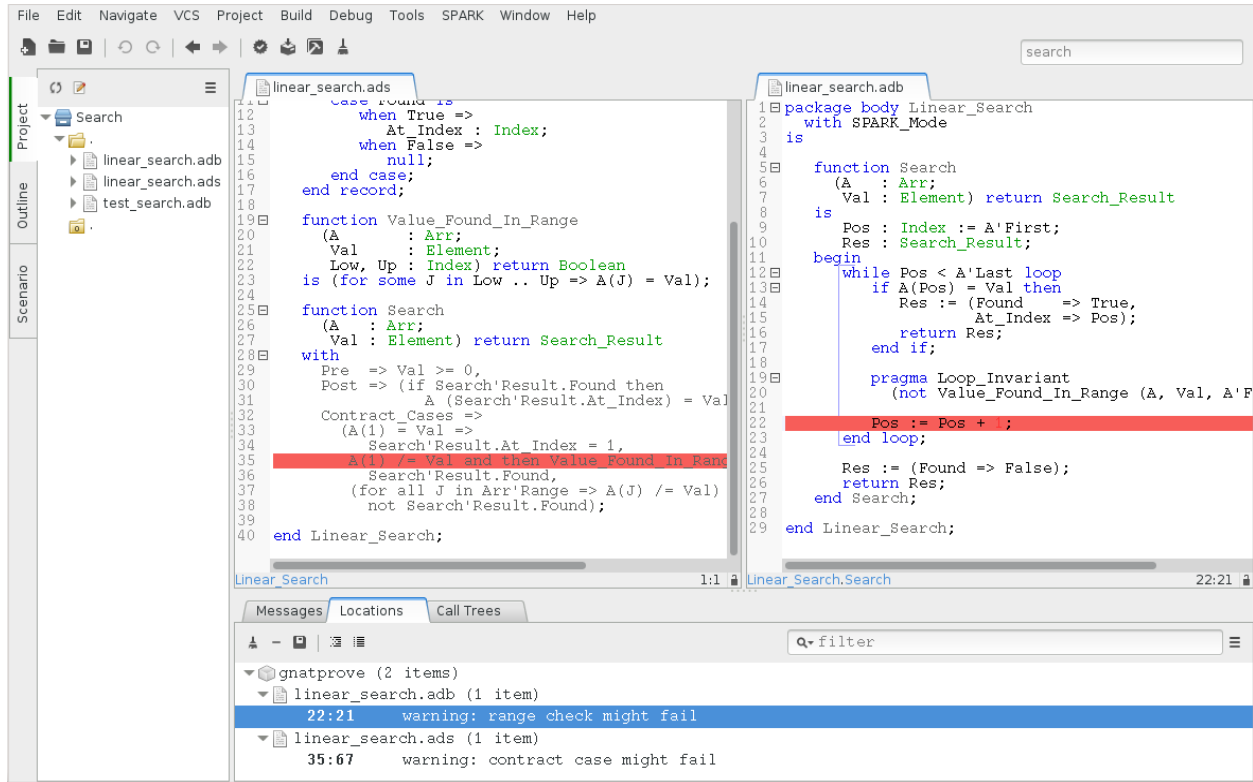 File Edit Navigate VCS Project Build Debug Tools SPARK Window Help
search
Project
Outline
Scenario
Search
.
linear_search.adb
linear_search.ads
test_search.adb
.
linear_search.ads
11 case Found is
12 when True =>
13 At_Index : Index;
14 when False =>
15 null;
16 end case;
17 end record;
18
19 function Value_Found_In_Range
20 (A : Arr;
21 Val : Element;
22 Low, Up : Index) return Boolean
23 is (for some J in Low .. Up => A(J) = Val);
24
25 function Search
26 (A : Arr;
27 Val : Element) return Search_Result
28 with
29 Pre => Val >= 0,
30 Post => (if Search'Result.Found then
31 A (Search'Result.At_Index) = Val
32 Contract_Cases =>
33 (A(1) = Val =>
34 Search'Result.At_Index = 1,
35 A(1) /= Val and then Value_Found_In_Rang
36 Search'Result.Found,
37 (for all J in Arr'Range => A(J) /= Val)
38 not Search'Result.Found);
39
40 end Linear_Search;
Linear_Search 1:1
linear_search.adb
1 package body Linear_Search
2 with SPARK_Mode
3 is
4
5 function Search
6 (A : Arr;
7 Val : Element) return Search_Result
8 is
9 Pos : Index := A'First;
10 Res : Search_Result;
11 begin
12 while Pos < A'Last loop
13 if A(Pos) = Val then
14 Res := (Found => True,
15 At_Index => Pos);
16 return Res;
17 end if;
18
19 pragma Loop_Invariant
20 (not Value_Found_In_Range (A, Val, A'F
21
22 Pos := Pos + 1;
23 end loop;
24
25 Res := (Found => False);
26 return Res;
27 end Search;
28
29 end Linear_Search;
Linear_Search.Search 22:21
Messages Locations Call Trees
filter
gnatprove (2 items)
linear_search.adb (1 item)
22:21 warning: range check might fail
linear_search.ads (1 item)
35:67 warning: contract case might fail